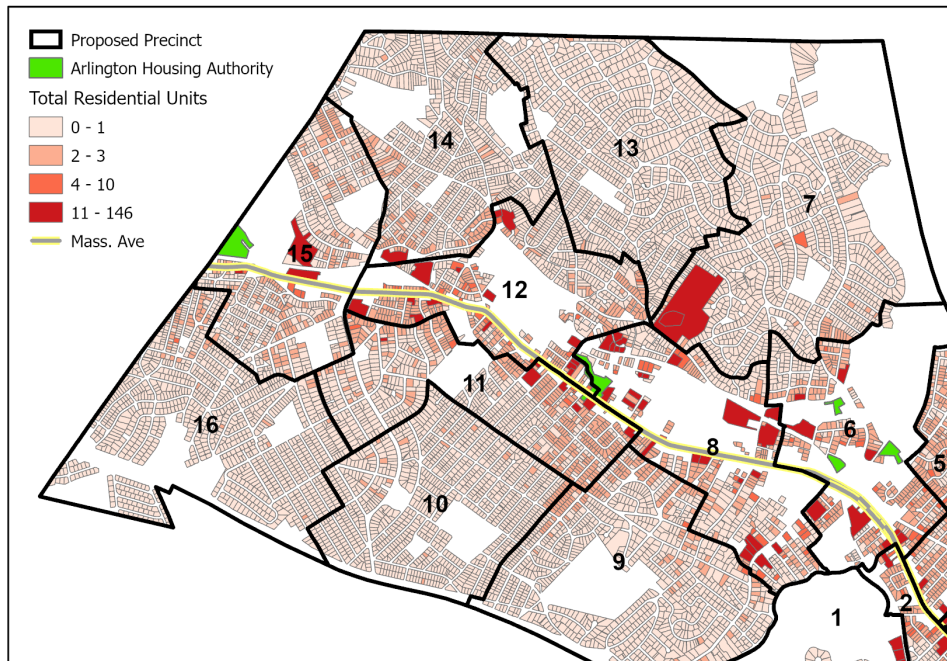 Proposed Precinct
Arlington Housing Authority
Total Residential Units
0 - 1
2 - 3
4 - 10
11 - 146
Mass. Ave
14
13
7
15
12
11
16
6
8
5
10
9
1
2